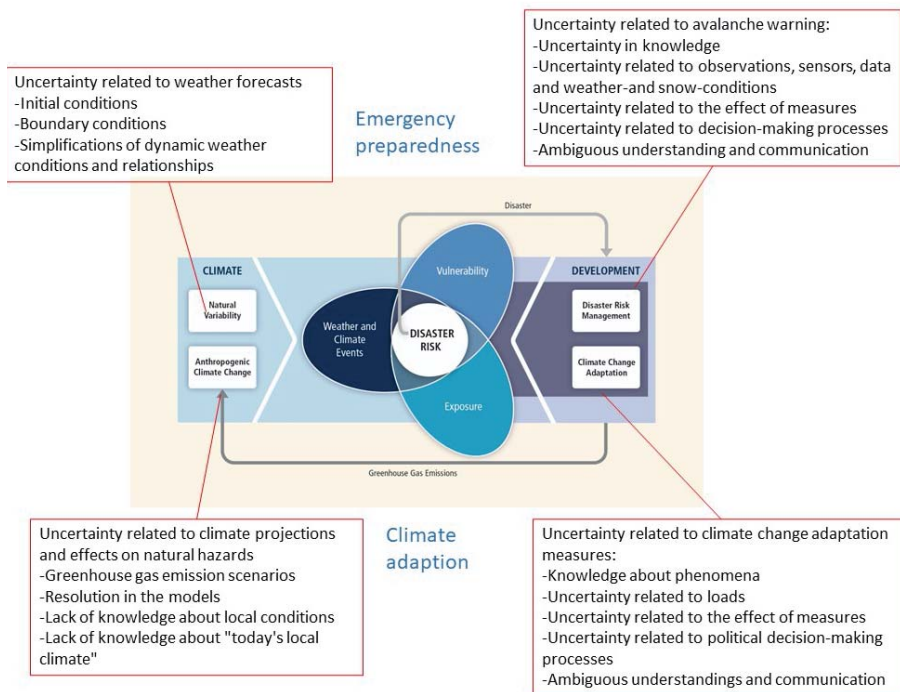 Uncertainty related to weather forecasts
-Initial conditions
-Boundary conditions
-Simplifications of dynamic weather
conditions and relationships
Emergency
preparedness
Uncertainty related to avalanche warning:
-Uncertainty in knowledge
-Uncertainty related to observations, sensors, data
and weather-and snow-conditions
-Uncertainty related to the effect of measures
-Uncertainty related to decision-making processes
-Ambiguous understanding and communication
Disaster
CLIMATE
Natural
Variability
Anthropogenic
Climate Change
Vulnerability
Weather and
Climate
Events
DISASTER
RISK
Exposure
DEVELOPMENT
Disaster Risk
Management
Climate Change
Adaptation
Greenhouse Gas Emissions
Uncertainty related to climate projections
and effects on natural hazards
-Greenhouse gas emission scenarios
-Resolution in the models
-Lack of knowledge about local conditions
-Lack of knowledge about "today's local
climate"
Climate
adaption
Uncertainty related to climate change adaptation
measures:
-Knowledge about phenomena
-Uncertainty related to loads
-Uncertainty related to the effect of measures
-Uncertainty related to political decision-making
processes
-Ambiguous understandings and communication